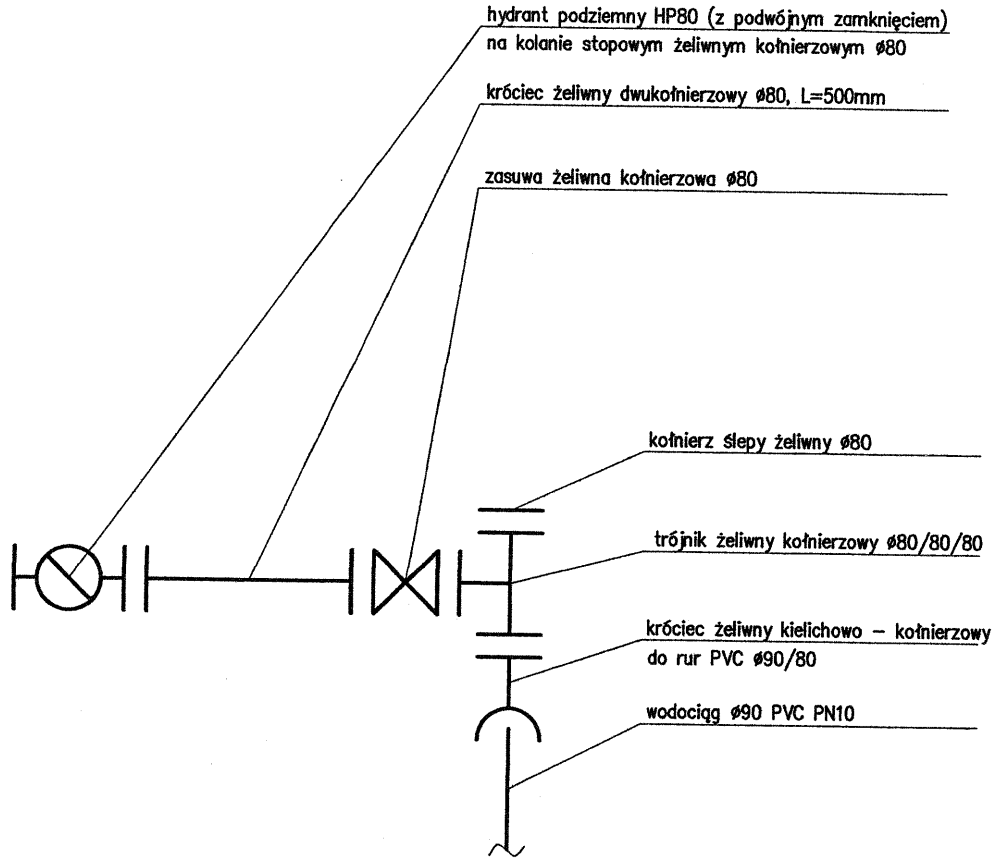 hydrant podziemny HP80 (z podwójnym zamknięciem)
na kolanie stopowym żeliwnym kołnierzowym ø80
króciec żeliwny dwukołnierzowy ø80, L=500mm
zasuwa żeliwna kołnierzowa ø80
kołnierz ślepy żeliwny ø80
trójnik żeliwny kołnierzowy ø80/80/80
króciec żeliwny kielichowo – kołnierzowy
do rur PVC ø90/80
wodociąg ø90 PVC PN10